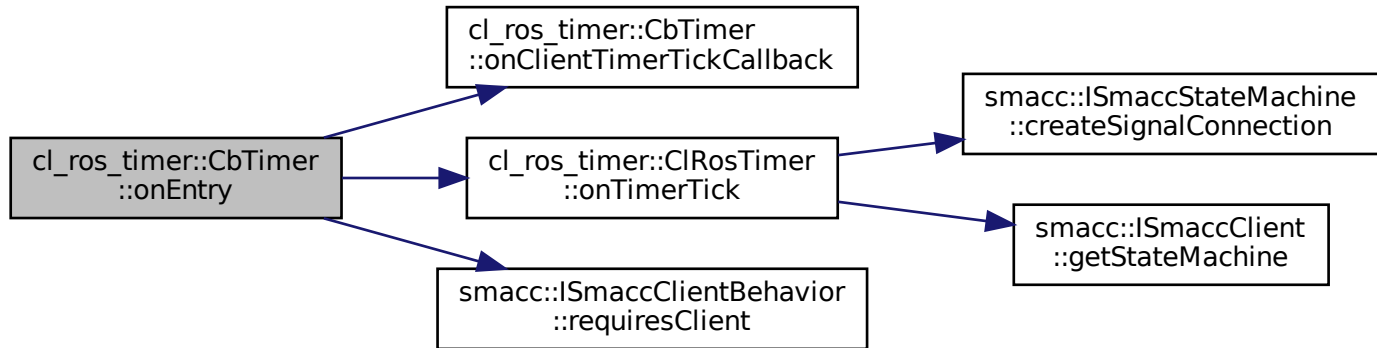 cl_ros_timer::CbTimer
::onEntry
cl_ros_timer::CbTimer
::onClientTimerTickCallback
cl_ros_timer::ClRosTimer
::onTimerTick
smacc::ISmaccClientBehavior
::requiresClient
smacc::ISmaccStateMachine
::createSignalConnection
smacc::ISmaccClient
::getStateMachine